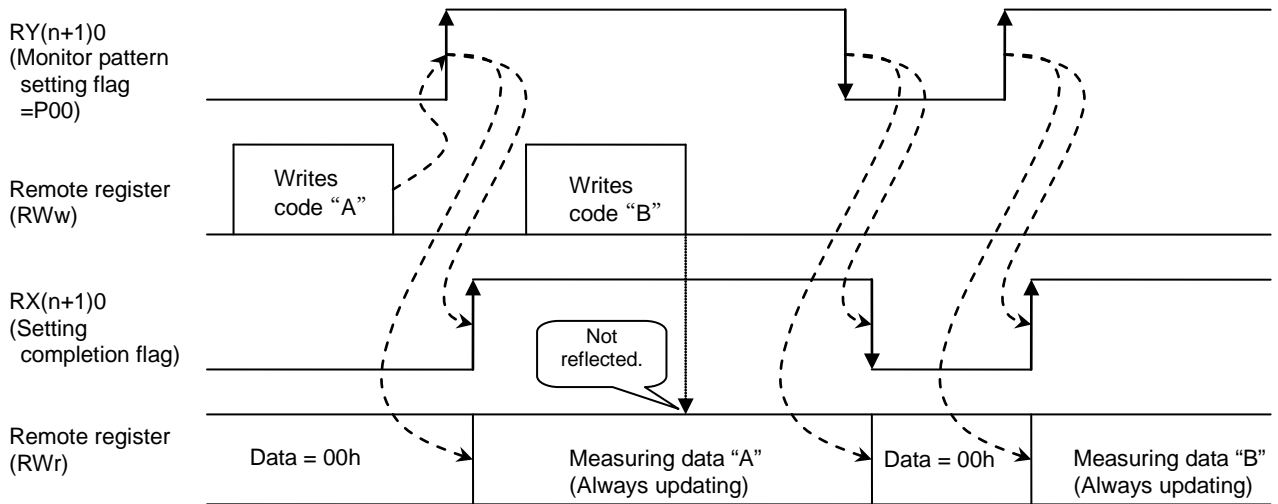 RY(n+1)0
(Monitor pattern
setting flag
=P00)
Remote register
(RWw)
Writes
code “A”
Writes
code “B”
RX(n+1)0
(Setting
completion flag)
Not
reflected.
Remote register
(RWr)
Data = 00h
Measuring data “A”
(Always updating)
Data = 00h
Measuring data “B”
(Always updating)